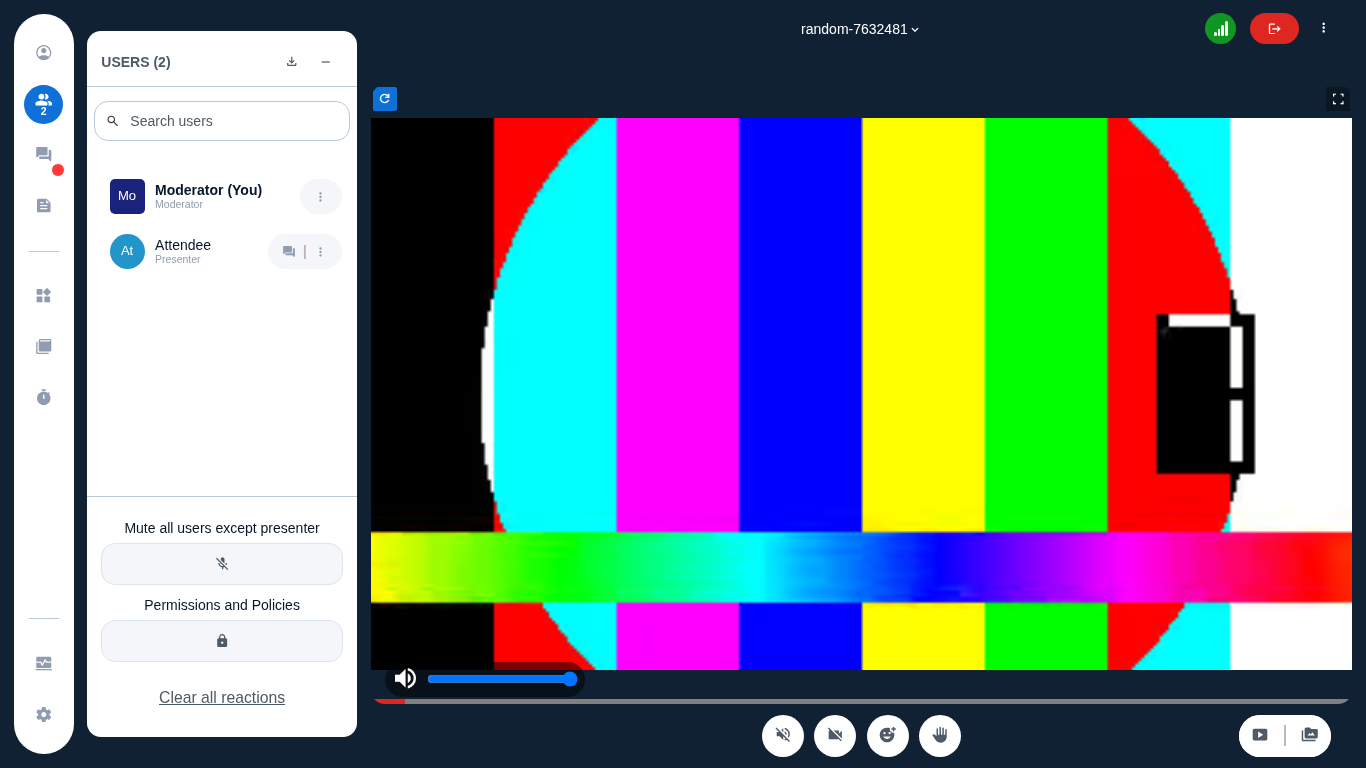 random-7632481
USERS (2)
2
Search users
Mo
Moderator (You)
Moderator
At
Attendee
Presenter
Mute all users except presenter
Permissions and Policies
Clear all reactions